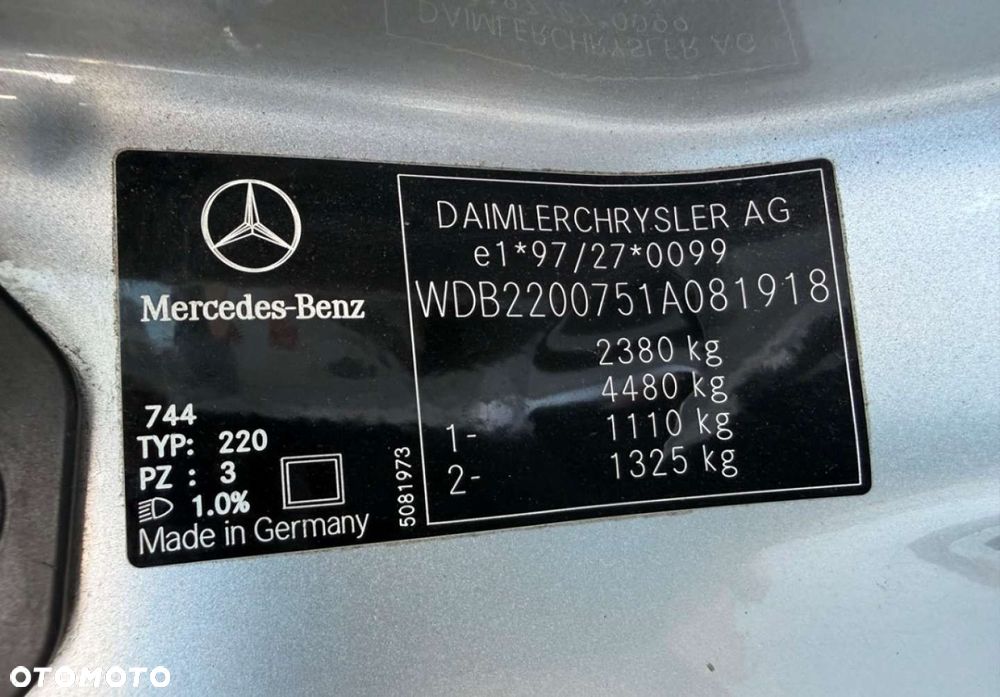 DAIMLERCHRYSLER AG
Mercedes-Benz
744
TYP: 220
PZ : 3
1.0%
Made in Germany
5081973
DAIMLERCHRYSLER AG
e1*97/27*0099
WDB2200751A081918
2380 kg
4480 kg
1- 1110 kg
2- 1325 kg
OTOMOTO